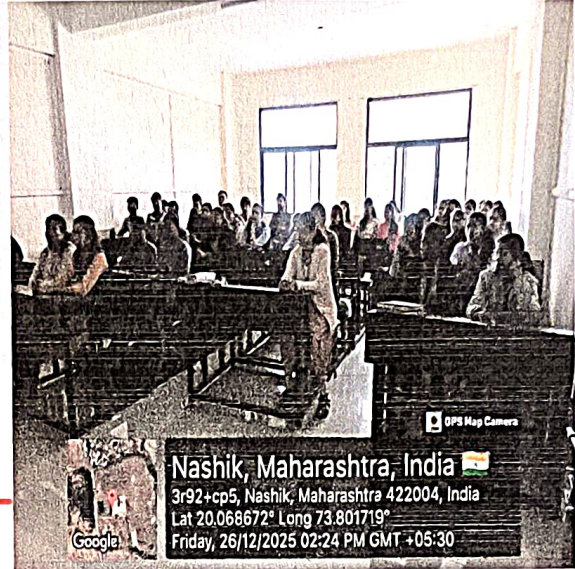 GPS Map Camera
Nashik, Maharashtra, India
3r92+cp5, Nashik, Maharashtra 422004, India
Lat 20.068672° Long 73.801719°
Friday, 26/12/2025 02:24 PM GMT +05:30
Google